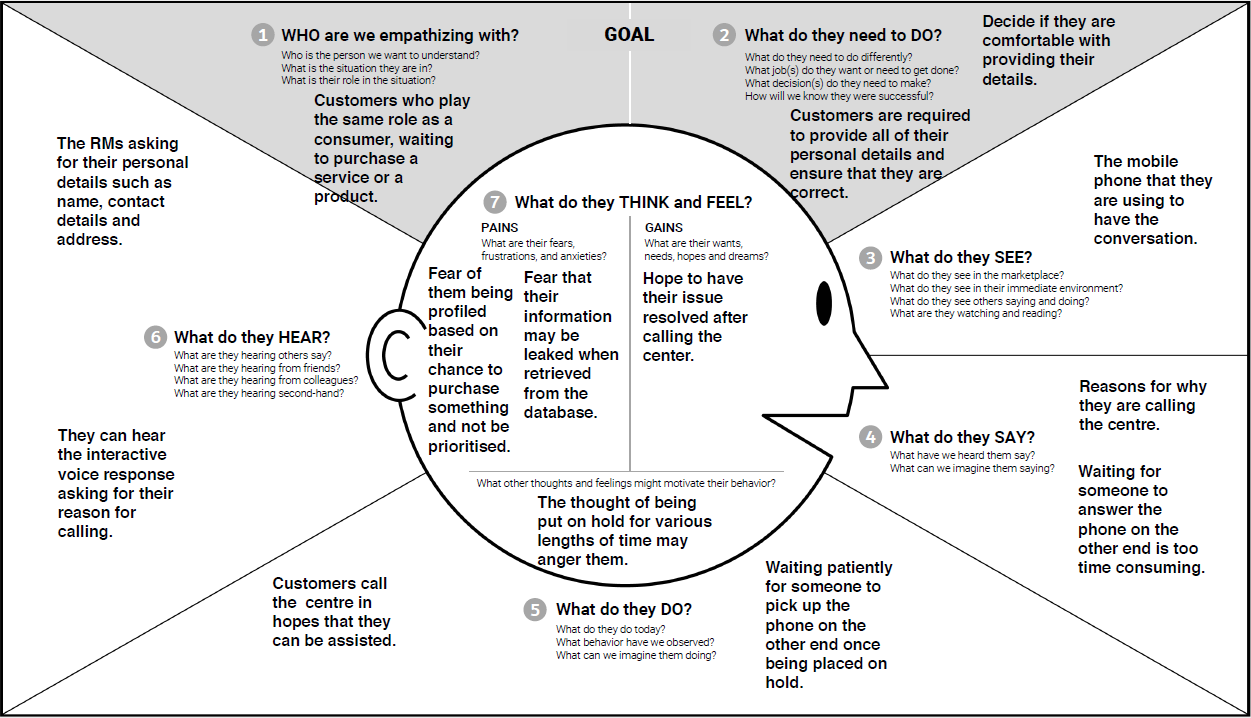 GOAL
1 WHO are we empathizing with?
Who is the person we want to understand?
What is the situation they are in?
What is their role in the situation?
Customers who play
the same role as a
consumer, waiting
to purchase a
service or a
product.
2 What do they need to DO?
What do they need to do differently?
What job(s) do they want or need to get done?
What decision(s) do they need to make?
How will we know they were successful?
Customers are required
to provide all of their
personal details and
ensure that they are
correct.
Decide if they are
comfortable with
providing their
details.
The mobile
phone that they
are using to
have the
conversation.
3 What do they SEE?
What do they see in the marketplace?
What do they see in their immediate environment?
What do they see others saying and doing?
What are they watching and reading?
Reasons for why
they are calling
the centre.
4 What do they SAY?
What have we heard them say?
What can we imagine them saying?
Waiting for
someone to
answer the
phone on the
other end is too
time consuming.
5 What do they DO?
What do they do today?
What behavior have we observed?
What can we imagine them doing?
Customers call
the  centre in
hopes that they
can be assisted.
Waiting patiently
for someone to
pick up the
phone on the
other end once
being placed on
hold.
The RMs asking
for their personal
details such as
name, contact
details and
address.
6 What do they HEAR?
What are they hearing others say?
What are they hearing from friends?
What are they hearing from colleagues?
What are they hearing second-hand?
They can hear
the interactive
voice response
asking for their
reason for
calling.
7 What do they THINK and FEEL?
PAINS
What are their fears,
frustrations, and anxieties?
Fear of
them being
profiled
based on
their
chance to
purchase
something
and not be
prioritised.
Fear that
their
information
may be
leaked when
retrieved
from the
database.
GAINS
What are their wants,
needs, hopes and dreams?
Hope to have
their issue
resolved after
calling the
center.
What other thoughts and feelings might motivate their behavior?
The thought of being
put on hold for various
lengths of time may
anger them.